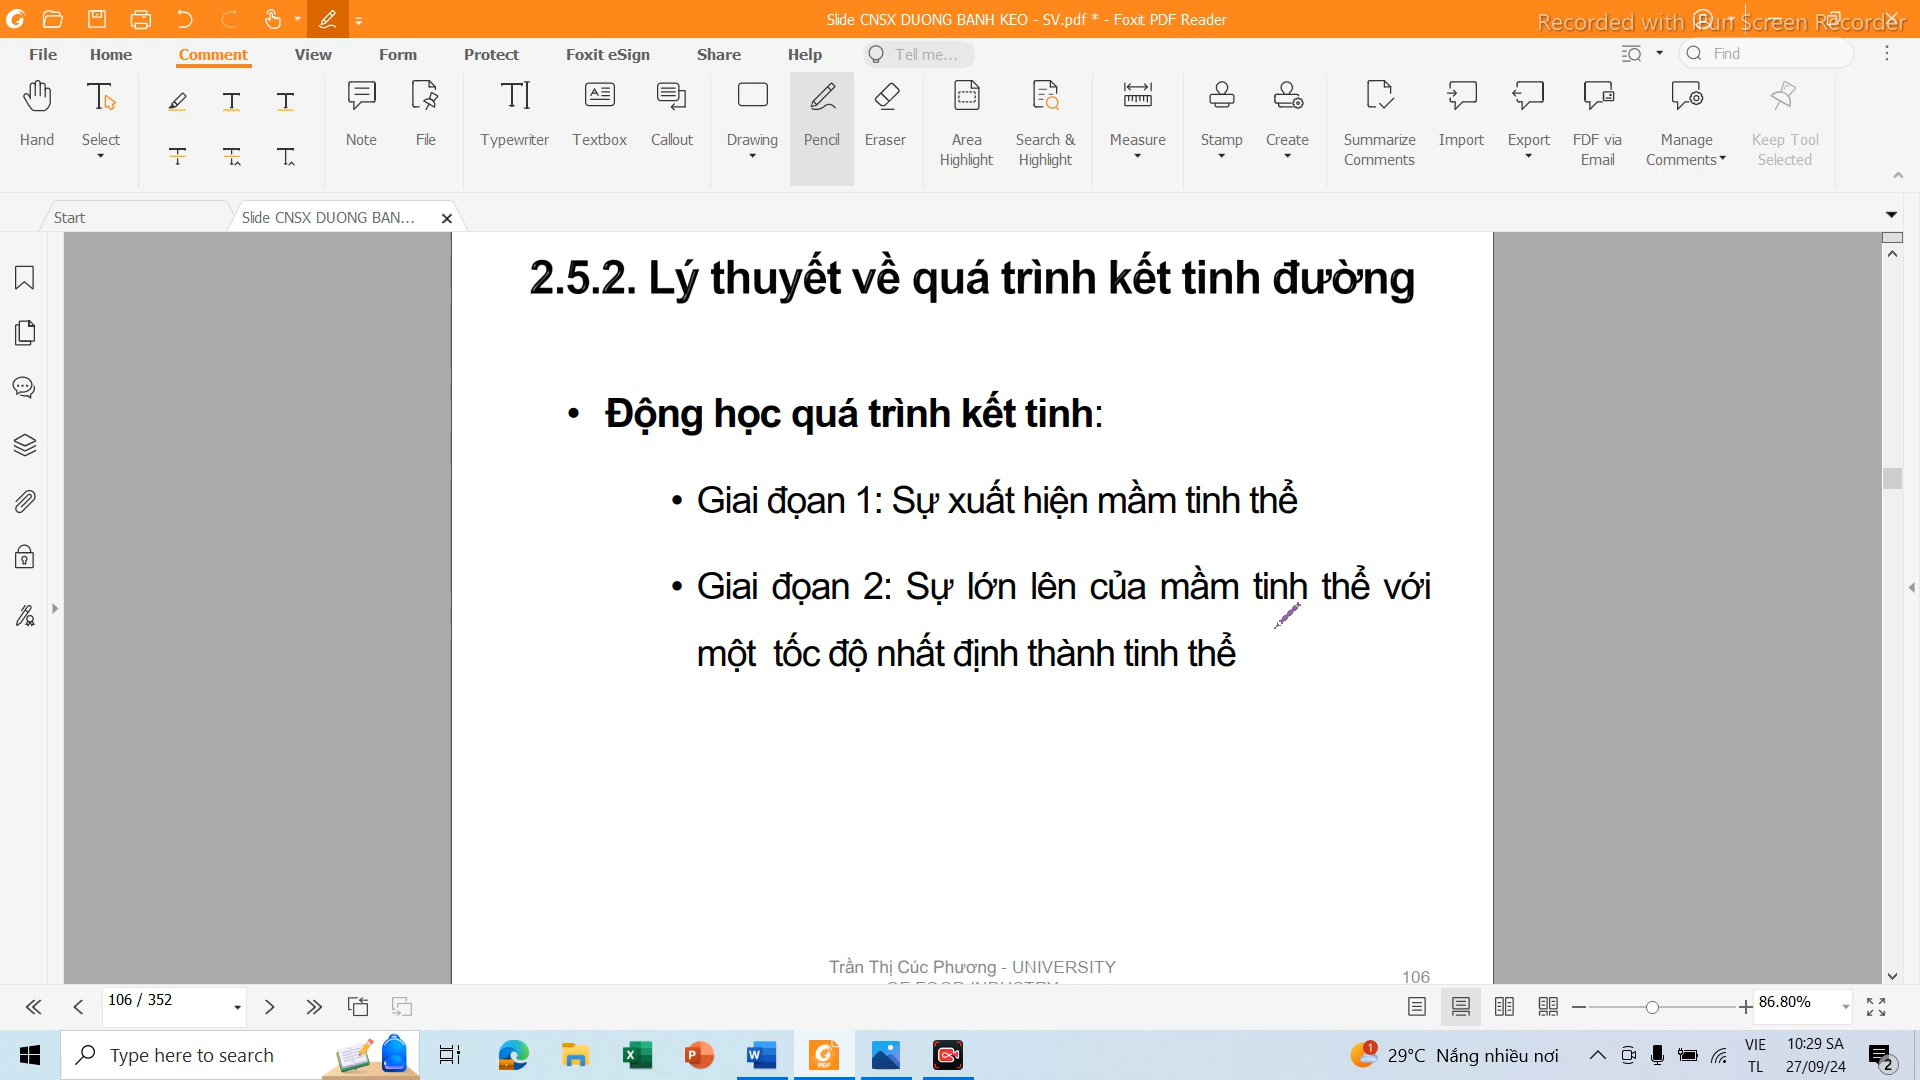 Slide CNSX DUONG BANH KEO - SV.pdf * - Foxit PDF Reader
Recorded with iFun Screen Recorder
File Home Comment View Form Protect Foxit eSign Share Help Tell me... Find
Hand Select Note File Typewriter Textbox Callout Drawing Pencil Eraser Area Highlight Search & Highlight Measure Stamp Create Summarize Comments Import Export FDF via Email Manage Comments Keep Tool Selected
Start Slide CNSX DUONG BAN...
2.5.2. Lý thuyết về quá trình kết tinh đường
• Động học quá trình kết tinh:
• Giai đọan 1: Sự xuất hiện mầm tinh thể
• Giai đọan 2: Sự lớn lên của mầm tinh thể với
một tốc độ nhất định thành tinh thể
Trần Thị Cúc Phương - UNIVERSITY
OF FOOD INDUSTRY
106
106 / 352 86.80%
Type here to search 29°C Nắng nhiều nơi VIE 10:29 SA
TL 27/09/24 2